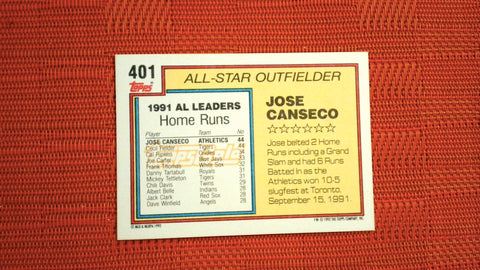 401
TOPPS
ALL-STAR OUTFIELDER
1991 AL LEADERS
Home Runs
Player Team No
JOSE CANSECO ATHLETICS 44
Cecil Fielder Tigers 44
Cal Ripken Orioles 34
Joe Carter Blue Jays 33
Frank Thomas White Sox 32
Danny Tartabull Royals 31
Mickey Tettleton Tigers 31
Chili Davis Twins 29
Albert Belle Indians 28
Jack Clark Red Sox 28
Dave Winfield Angels 28
JOSE
CANSECO
Jose belted 2 Home
Runs including a Grand
Slam and had 6 Runs
Batted In as the
Athletics won 10-5
slugfest at Toronto,
September 15, 1991.